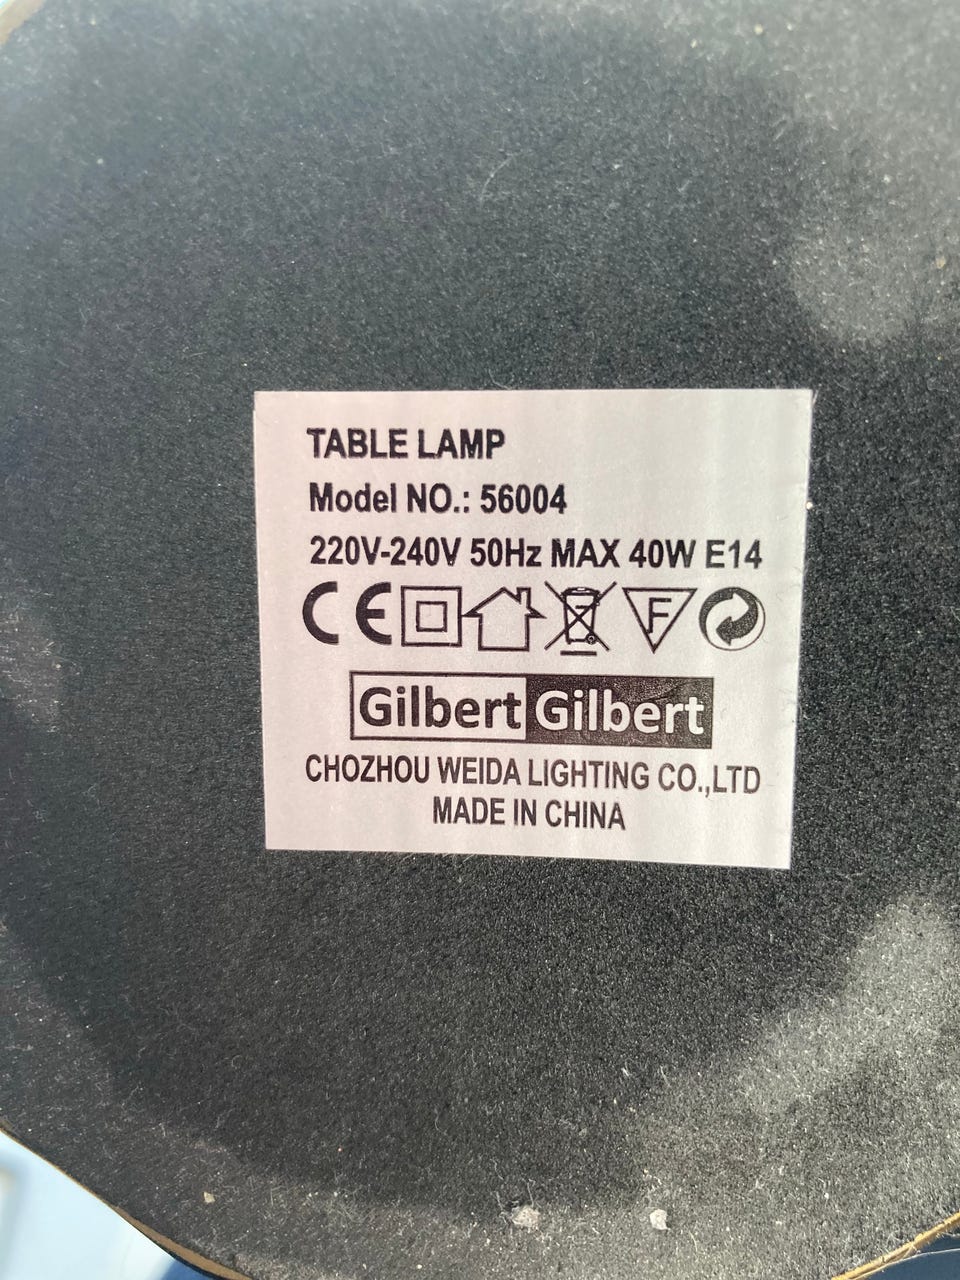 TABLE LAMP
Model NO.: 56004
220V-240V 50Hz MAX 40W E14
CE F
Gilbert Gilbert
CHOZHOU WEIDA LIGHTING CO.,LTD
MADE IN CHINA